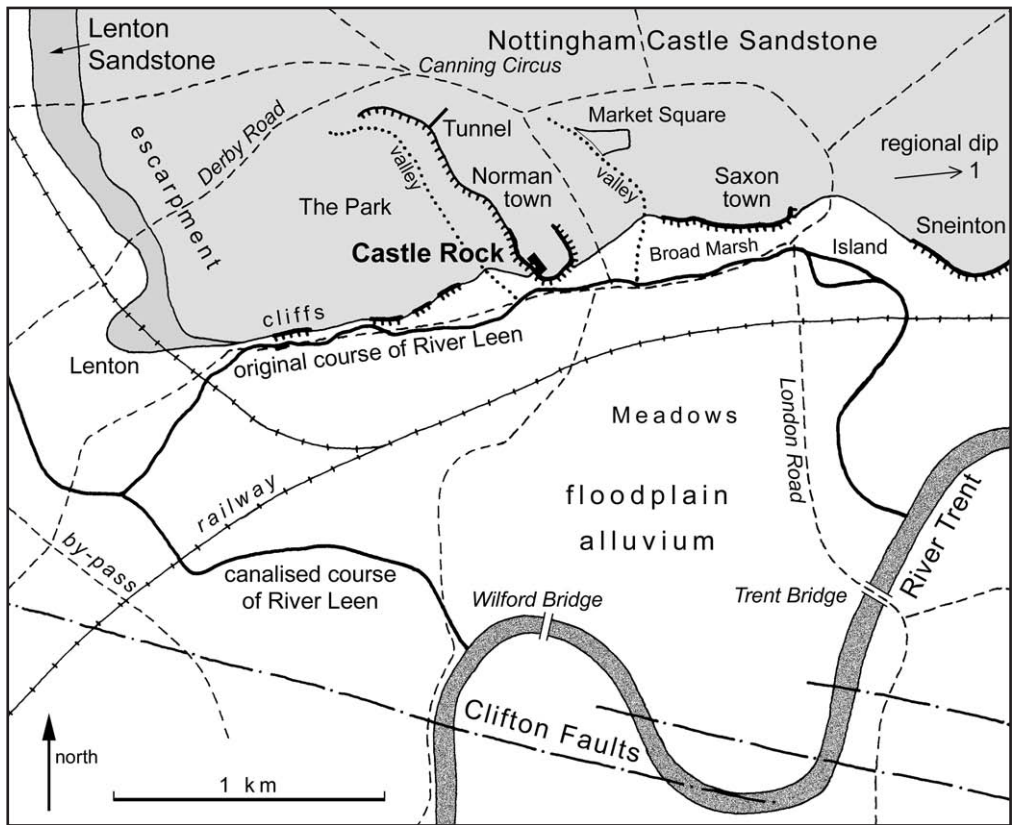 Lenton
Sandstone
Nottingham Castle Sandstone
Canning Circus
escarpment
Derby Road
Tunnel
Market Square
valley
valley
regional dip
1
The Park
Norman
town
Saxon
town
Sneinton
Castle Rock
Broad Marsh
Island
cliffs
original course of River Leen
Lenton
Meadows
London Road
railway
floodplain
alluvium
River Trent
by-pass
canalised course
of River Leen
Wilford Bridge
Trent Bridge
Clifton Faults
north
1 km